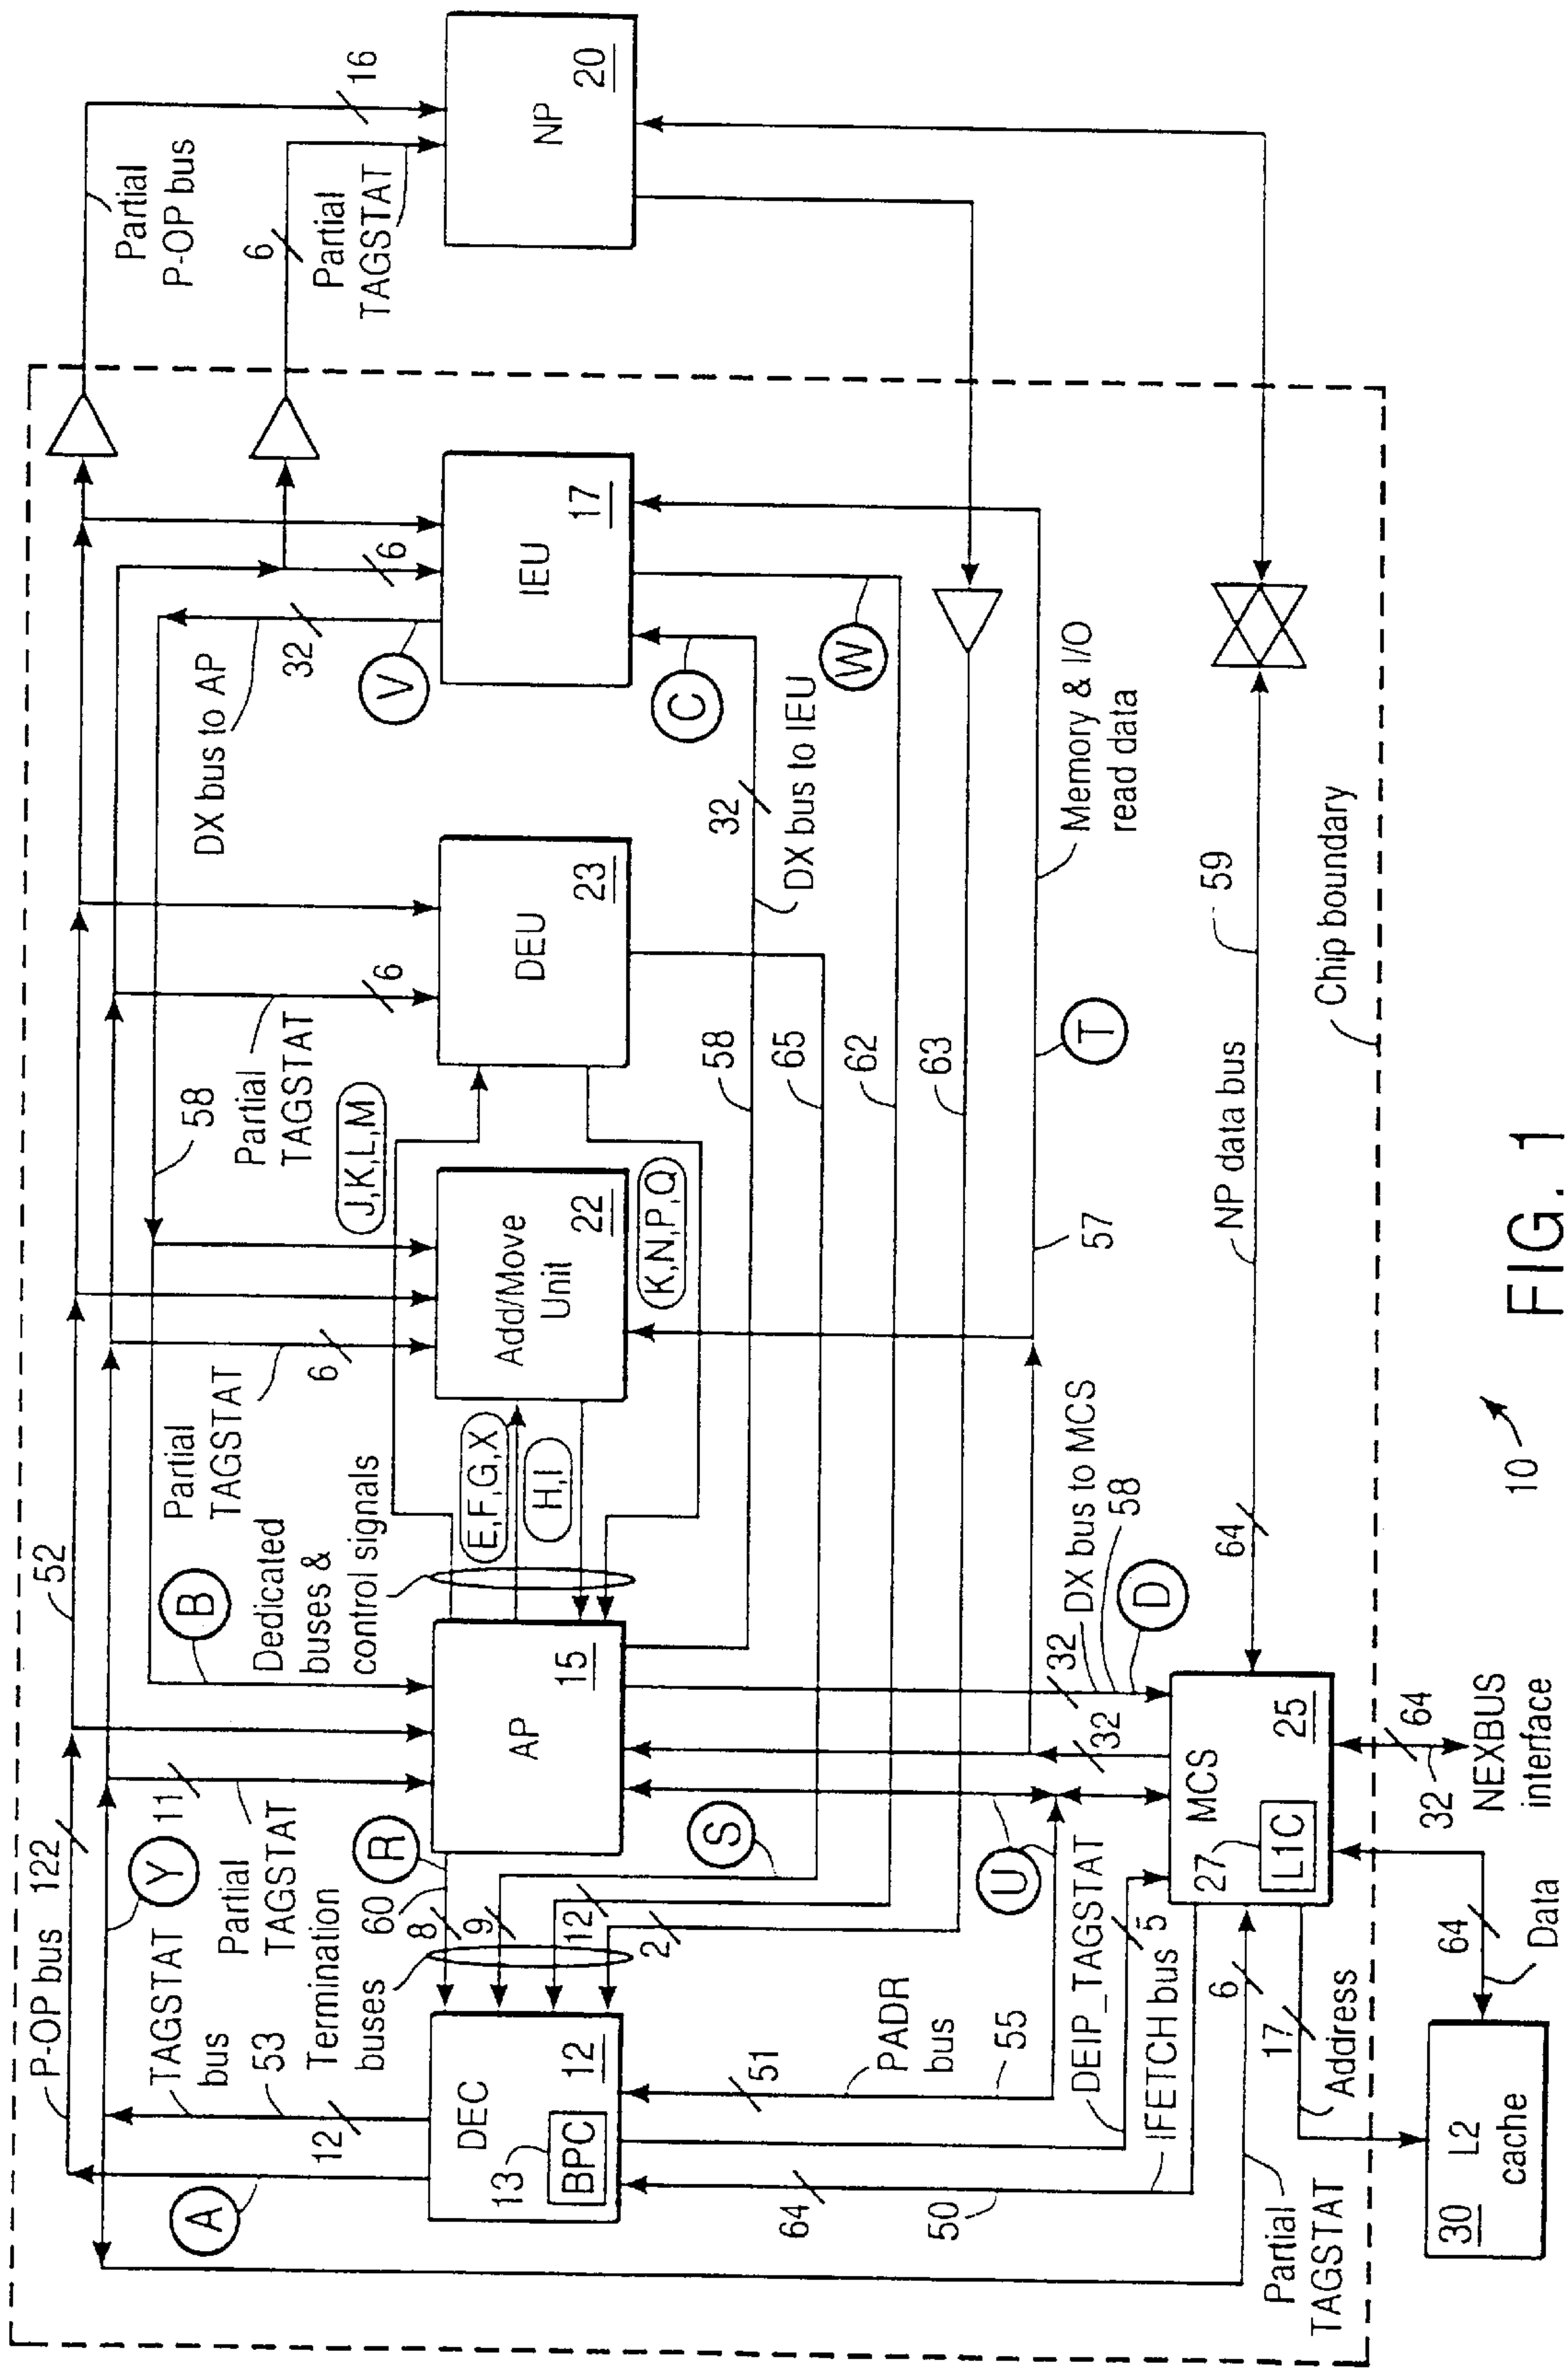 P-OP bus 122
52
Partial
P-OP bus
16
A
TAGSTAT
bus
53
12
Y
11
Partial
TAGSTAT
B
Partial
TAGSTAT
6
58
Partial
TAGSTAT
6
DX bus to AP
32
V
6
6
Partial
TAGSTAT
Termination
buses
60
R
8
9
12
2
Dedicated
buses &
control signals
E,F,G,X
H,I
J,K,L,M
K,N,P,Q
DEC
12
13
BPC
AP
15
Add/Move
Unit
22
DEU
23
IEU
17
NP
20
S
C
W
32
DX bus to IEU
58
65
62
63
64
50
51
PADR
bus
55
U
DEIP_TAGSTAT
5
IFETCH bus
32
32
DX bus to MCS
58
D
57
T
Memory & I/O
read data
Partial
TAGSTAT
6
17
Address
MCS
25
27
L1C
64
NP data bus
59
Chip boundary
30
L2
cache
64
Data
64
32
NEXBUS
interface
10
FIG. 1